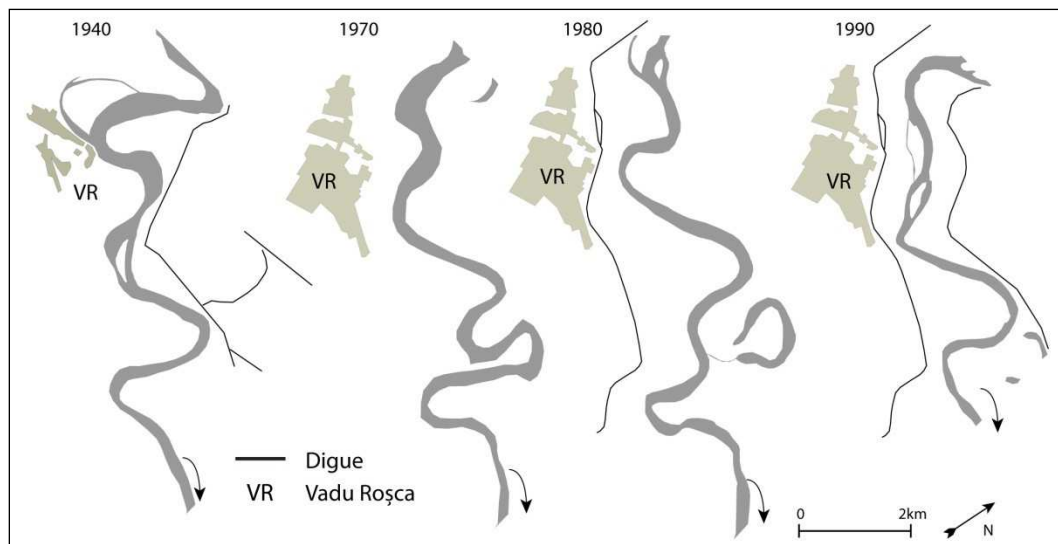 1940
1970
1980
1990
VR
VR
VR
VR
Digue
VR Vadu Roșca
0 2km
N